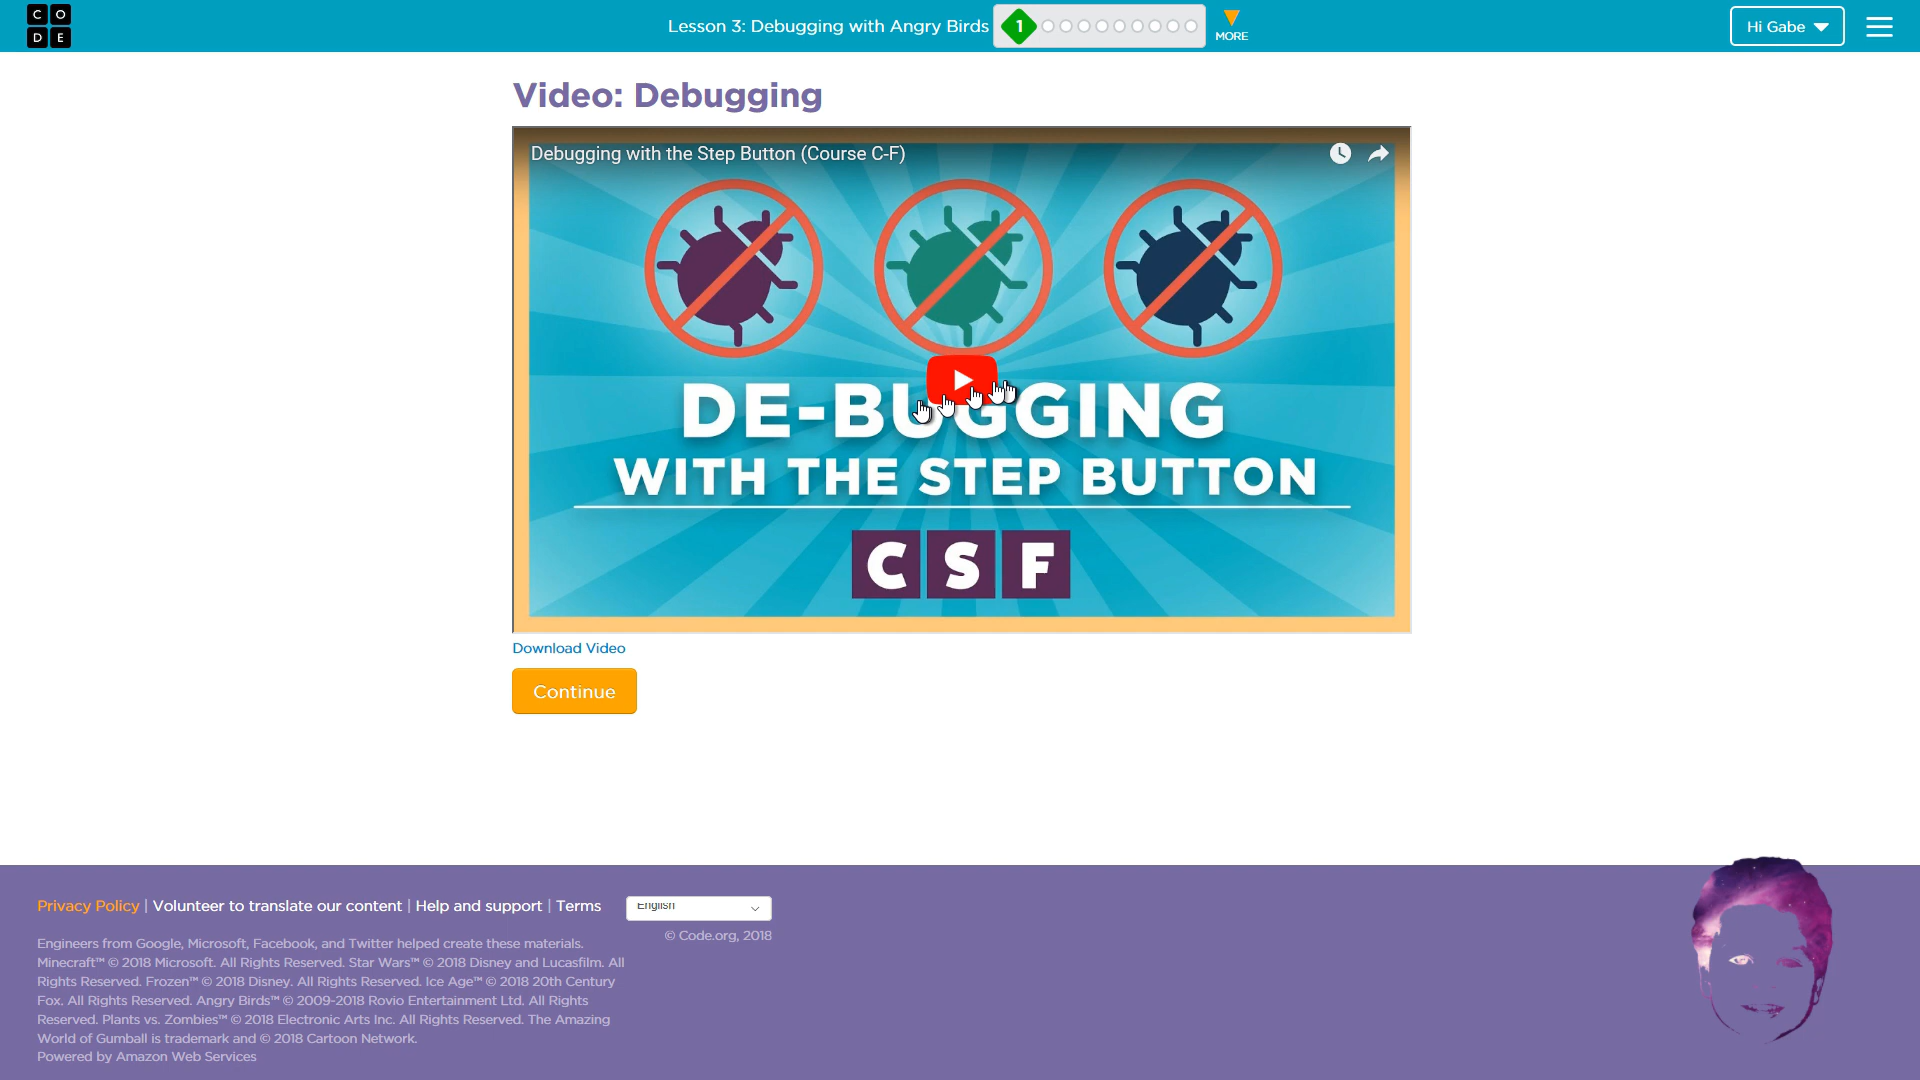 CODE
Lesson 3: Debugging with Angry Birds
1
MORE
Hi Gabe
Video: Debugging
Debugging with the Step Button (Course C-F)
DE-BUGGING
WITH THE STEP BUTTON
CSF
Download Video
Continue
Privacy Policy | Volunteer to translate our content | Help and support | Terms
English
© Code.org, 2018
Engineers from Google, Microsoft, Facebook, and Twitter helped create these materials.
Minecraft™ © 2018 Microsoft. All Rights Reserved. Star Wars™ © 2018 Disney and Lucasfilm. All
Rights Reserved. Frozen™ © 2018 Disney. All Rights Reserved. Ice Age™ © 2018 20th Century
Fox. All Rights Reserved. Angry Birds™ © 2009-2018 Rovio Entertainment Ltd. All Rights
Reserved. Plants vs. Zombies™ © 2018 Electronic Arts Inc. All Rights Reserved. The Amazing
World of Gumball is trademark and © 2018 Cartoon Network.
Powered by Amazon Web Services